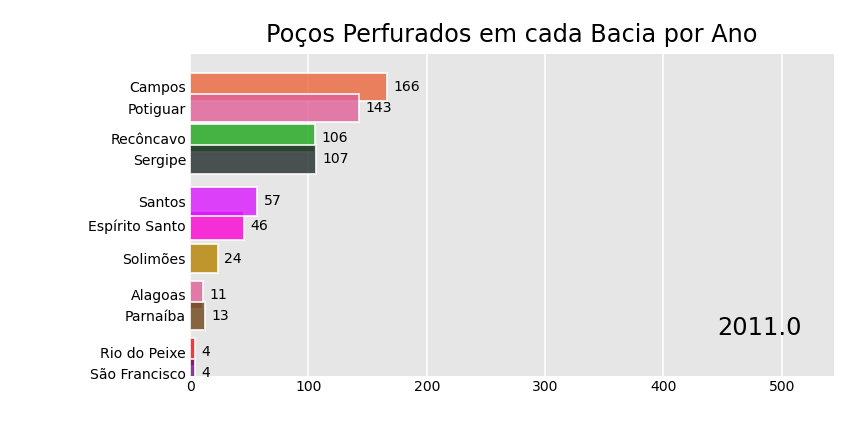 Poços Perfurados em cada Bacia por Ano
Campos 166
Potiguar 143
Recôncavo 106
Sergipe 107
Santos 57
Espírito Santo 46
Solimões 24
Alagoas 11
Parnaíba 13
2011.0
Rio do Peixe 4
São Francisco 4
0 100 200 300 400 500